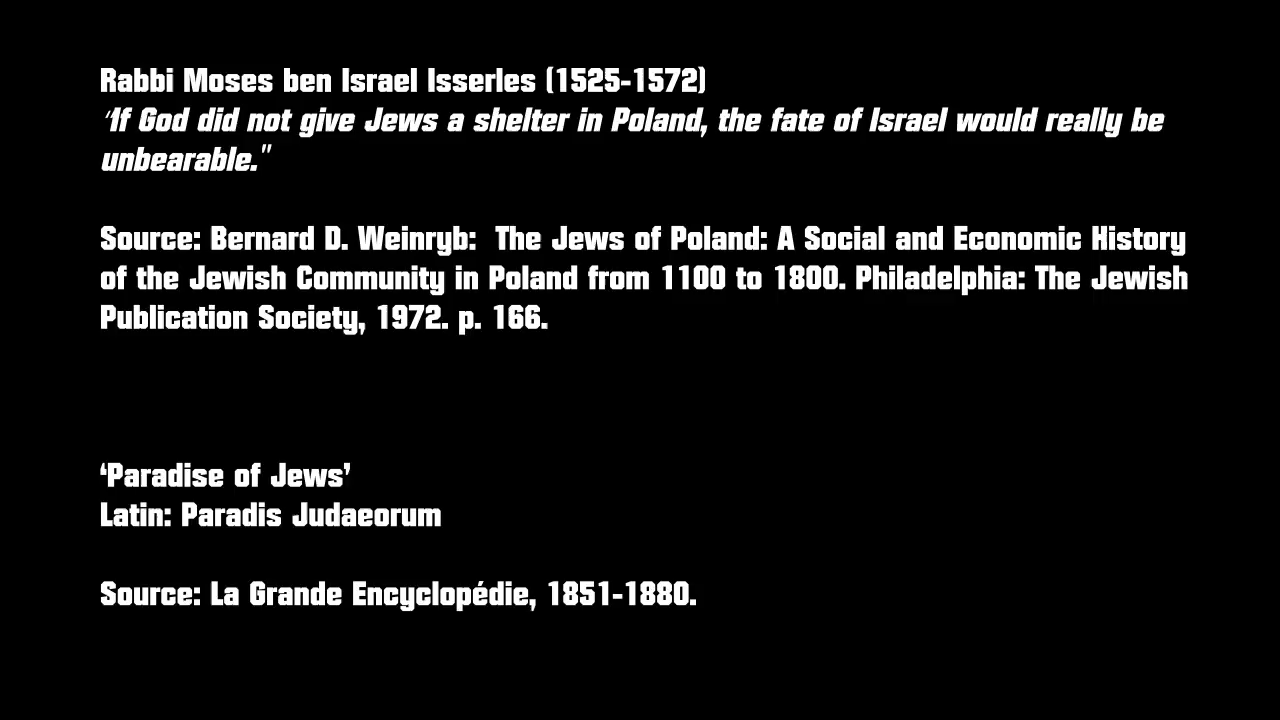 Rabbi Moses ben Israel Isserles (1525-1572)
‘If God did not give Jews a shelter in Poland, the fate of Israel would really be
unbearable."
Source: Bernard D. Weinryb:  The Jews of Poland: A Social and Economic History
of the Jewish Community in Poland from 1100 to 1800. Philadelphia: The Jewish
Publication Society, 1972. p. 166.
‘Paradise of Jews’
Latin: Paradis Judaeorum
Source: La Grande Encyclopédie, 1851-1880.